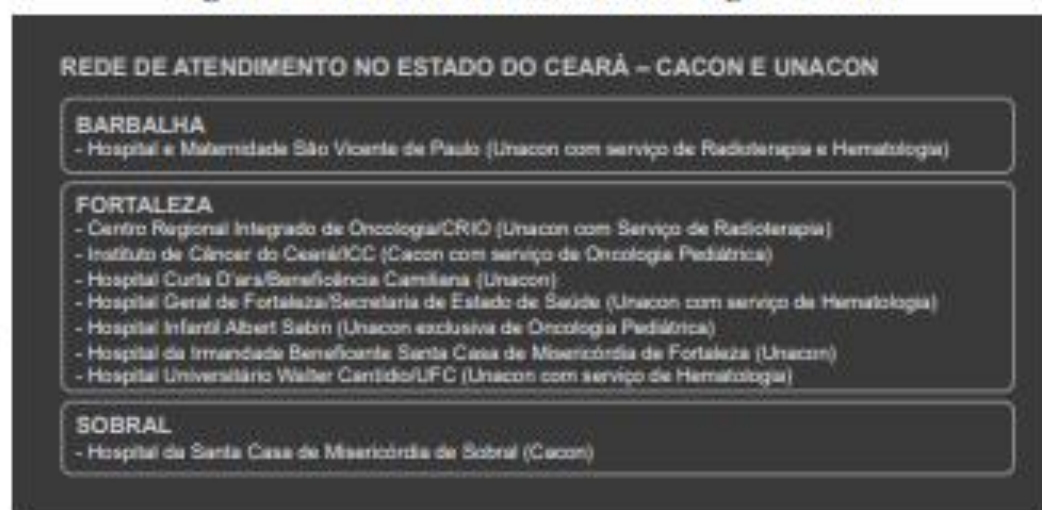 REDE DE ATENDIMENTO NO ESTADO DO CEARÁ – CACON E UNACON
BARBALHA
- Hospital e Maternidade São Vicente de Paulo (Unacon com serviço de Radioterapia e Hematologia)
FORTALEZA
- Centro Regional Integrado de Oncologia/CRIO (Unacon com Serviço de Radioterapia)
- Instituto de Câncer do Ceará/ICC (Cacon com serviço de Oncologia Pediátrica)
- Hospital Curta D'ars/Beneficência Camiliana (Unacon)
- Hospital Geral de Fortaleza/Secretaria de Estado de Saúde (Unacon com serviço de Hematologia)
- Hospital Infantil Albert Sabin (Unacon exclusiva de Oncologia Pediátrica)
- Hospital da Irmandade Beneficente Santa Casa de Misericórdia de Fortaleza (Unacon)
- Hospital Universitário Walter Cantídio/UFC (Unacon com serviço de Hematologia)
SOBRAL
- Hospital da Santa Casa de Misericórdia de Sobral (Cacon)